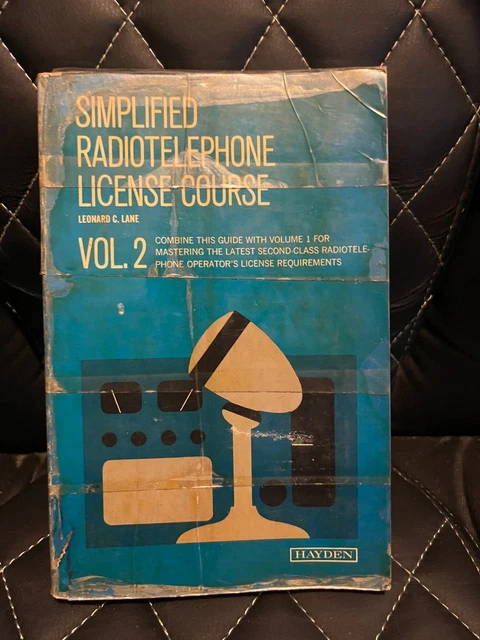 SIMPLIFIED
RADIOTELEPHONE
LICENSE COURSE
LEONARD C. LANE
VOL. 2
COMBINE THIS GUIDE WITH VOLUME 1 FOR
MASTERING THE LATEST SECOND-CLASS RADIOTELE-
PHONE OPERATOR'S LICENSE REQUIREMENTS
HAYDEN